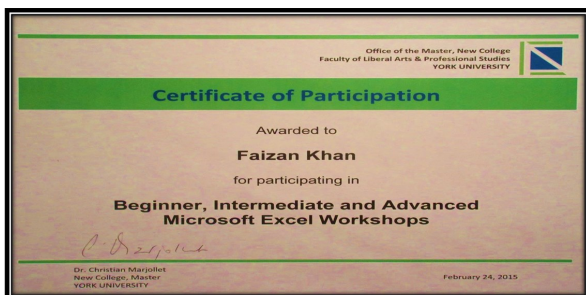 Office of the Master, New College
Faculty of Liberal Arts & Professional Studies
YORK UNIVERSITY
Certificate of Participation
Awarded to
Faizan Khan
for participating in
Beginner, Intermediate and Advanced
Microsoft Excel Workshops
Dr. Christian Marjollet
New College, Master
YORK UNIVERSITY
February 24, 2015